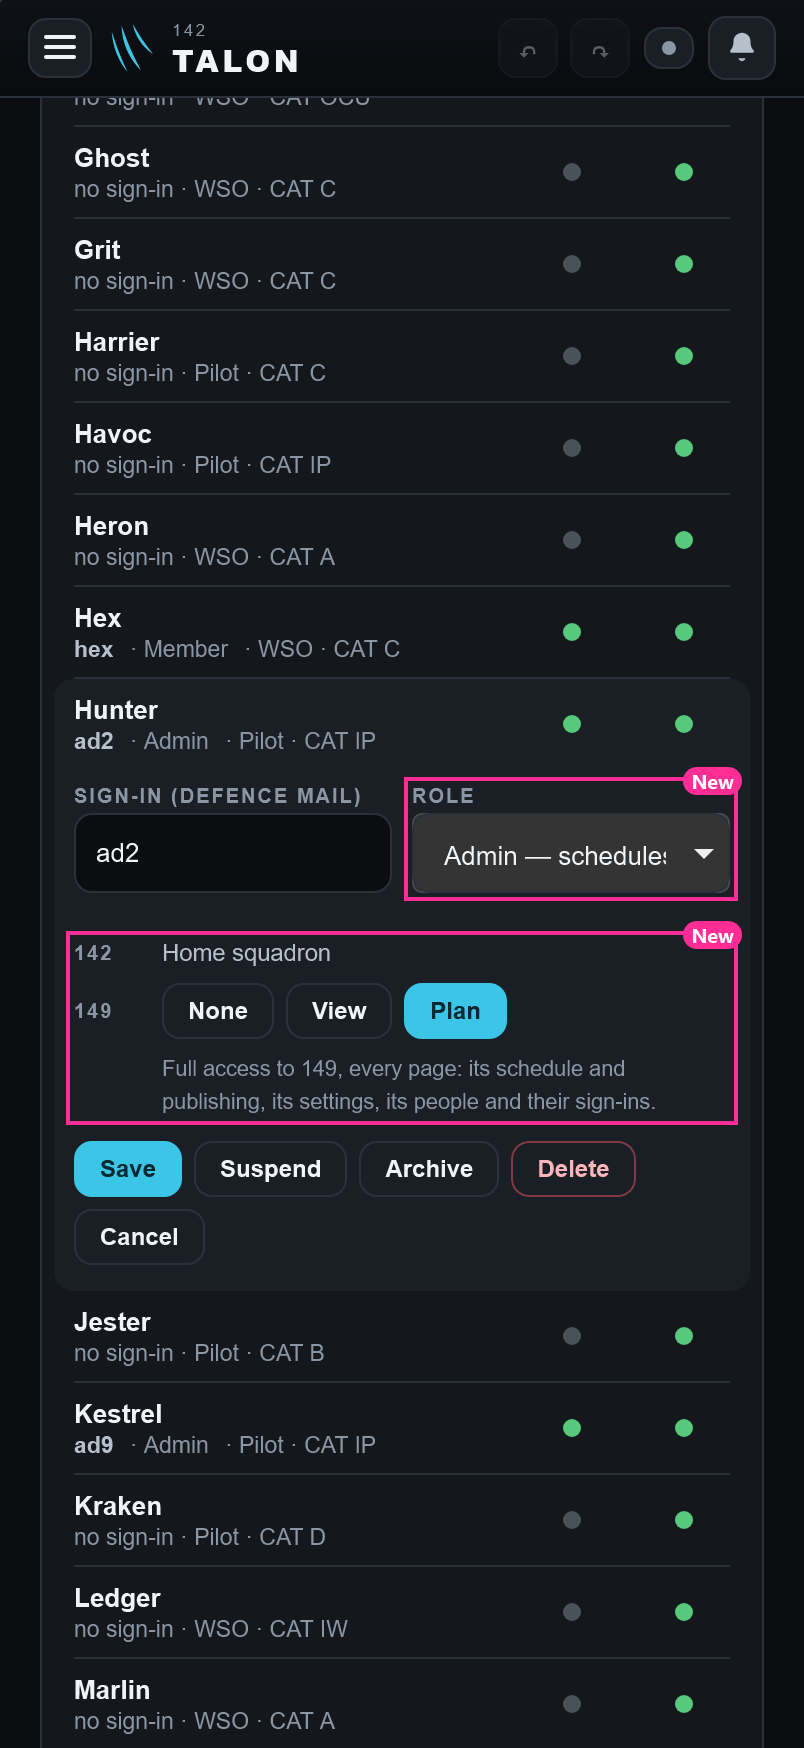 142
TALON
no sign-in · WSO · CAT OCU
Ghost
no sign-in · WSO · CAT C
Grit
no sign-in · WSO · CAT C
Harrier
no sign-in · Pilot · CAT C
Havoc
no sign-in · Pilot · CAT IP
Heron
no sign-in · WSO · CAT A
Hex
hex · Member · WSO · CAT C
Hunter
ad2 · Admin · Pilot · CAT IP
New
SIGN-IN (DEFENCE MAIL) ROLE
ad2 Admin — schedules
New
142 Home squadron
149 None View Plan
Full access to 149, every page: its schedule and
publishing, its settings, its people and their sign-ins.
Save Suspend Archive Delete
Cancel
Jester
no sign-in · Pilot · CAT B
Kestrel
ad9 · Admin · Pilot · CAT IP
Kraken
no sign-in · Pilot · CAT D
Ledger
no sign-in · WSO · CAT IW
Marlin
no sign-in · WSO · CAT A